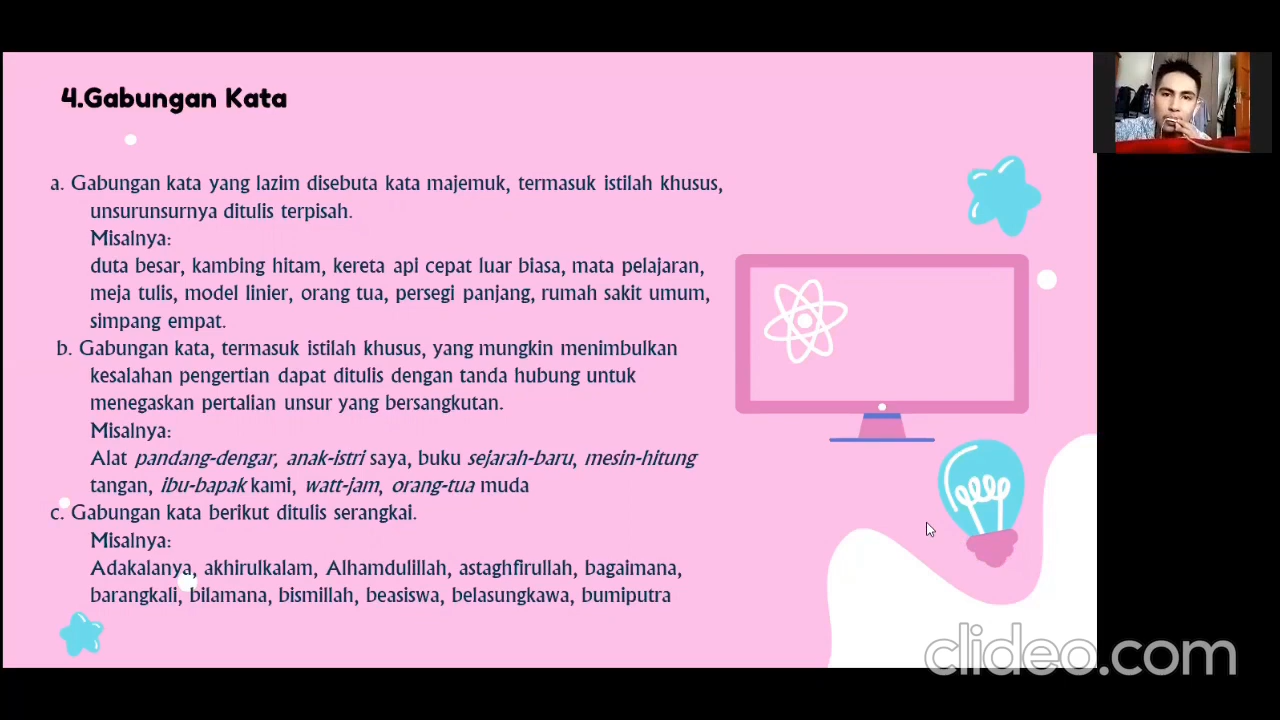 4.Gabungan Kata
a. Gabungan kata yang lazim disebuta kata majemuk, termasuk istilah khusus,
unsurunsurnya ditulis terpisah.
Misalnya:
duta besar, kambing hitam, kereta api cepat luar biasa, mata pelajaran,
meja tulis, model linier, orang tua, persegi panjang, rumah sakit umum,
simpang empat.
b. Gabungan kata, termasuk istilah khusus, yang mungkin menimbulkan
kesalahan pengertian dapat ditulis dengan tanda hubung untuk
menegaskan pertalian unsur yang bersangkutan.
Misalnya:
Alat pandang-dengar, anak-istri saya, buku sejarah-baru, mesin-hitung
tangan, ibu-bapak kami, watt-jam, orang-tua muda
c. Gabungan kata berikut ditulis serangkai.
Misalnya:
Adakalanya, akhirulkalam, Alhamdulillah, astaghfirullah, bagaimana,
barangkali, bilamana, bismillah, beasiswa, belasungkawa, bumiputra
clideo.com